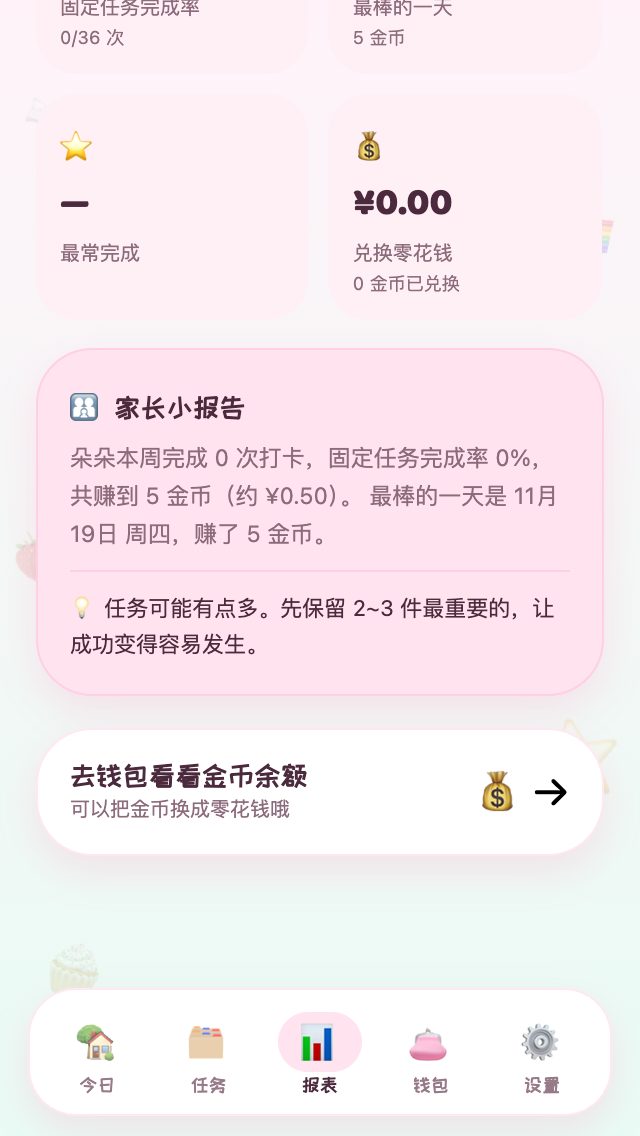 固定任务完成率
最棒的一天
0/36 次
5 金币
—
¥0.00
最常完成
兑换零花钱
0 金币已兑换
家长小报告
朵朵本周完成 0 次打卡，固定任务完成率 0%，
共赚到 5 金币（约 ¥0.50）。 最棒的一天是 11月
19日 周四，赚了 5 金币。
任务可能有点多。先保留 2~3 件最重要的，让
成功变得容易发生。
去钱包看看金币余额
可以把金币换成零花钱哦
今日
任务
报表
钱包
设置